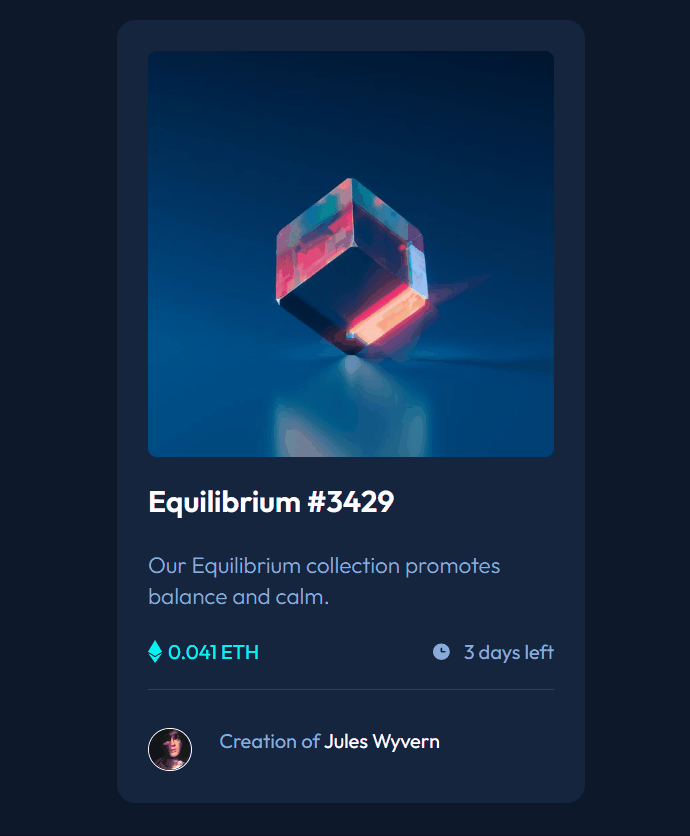 Equilibrium #3429
Our Equilibrium collection promotes
balance and calm.
0.041 ETH
3 days left
Creation of Jules Wyvern